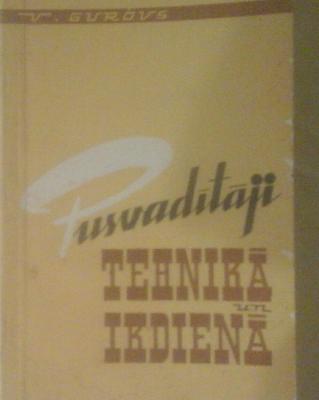 V. GUROVS
Pusvadītāji
TEHNIKĀ
un
IKDIENĀ